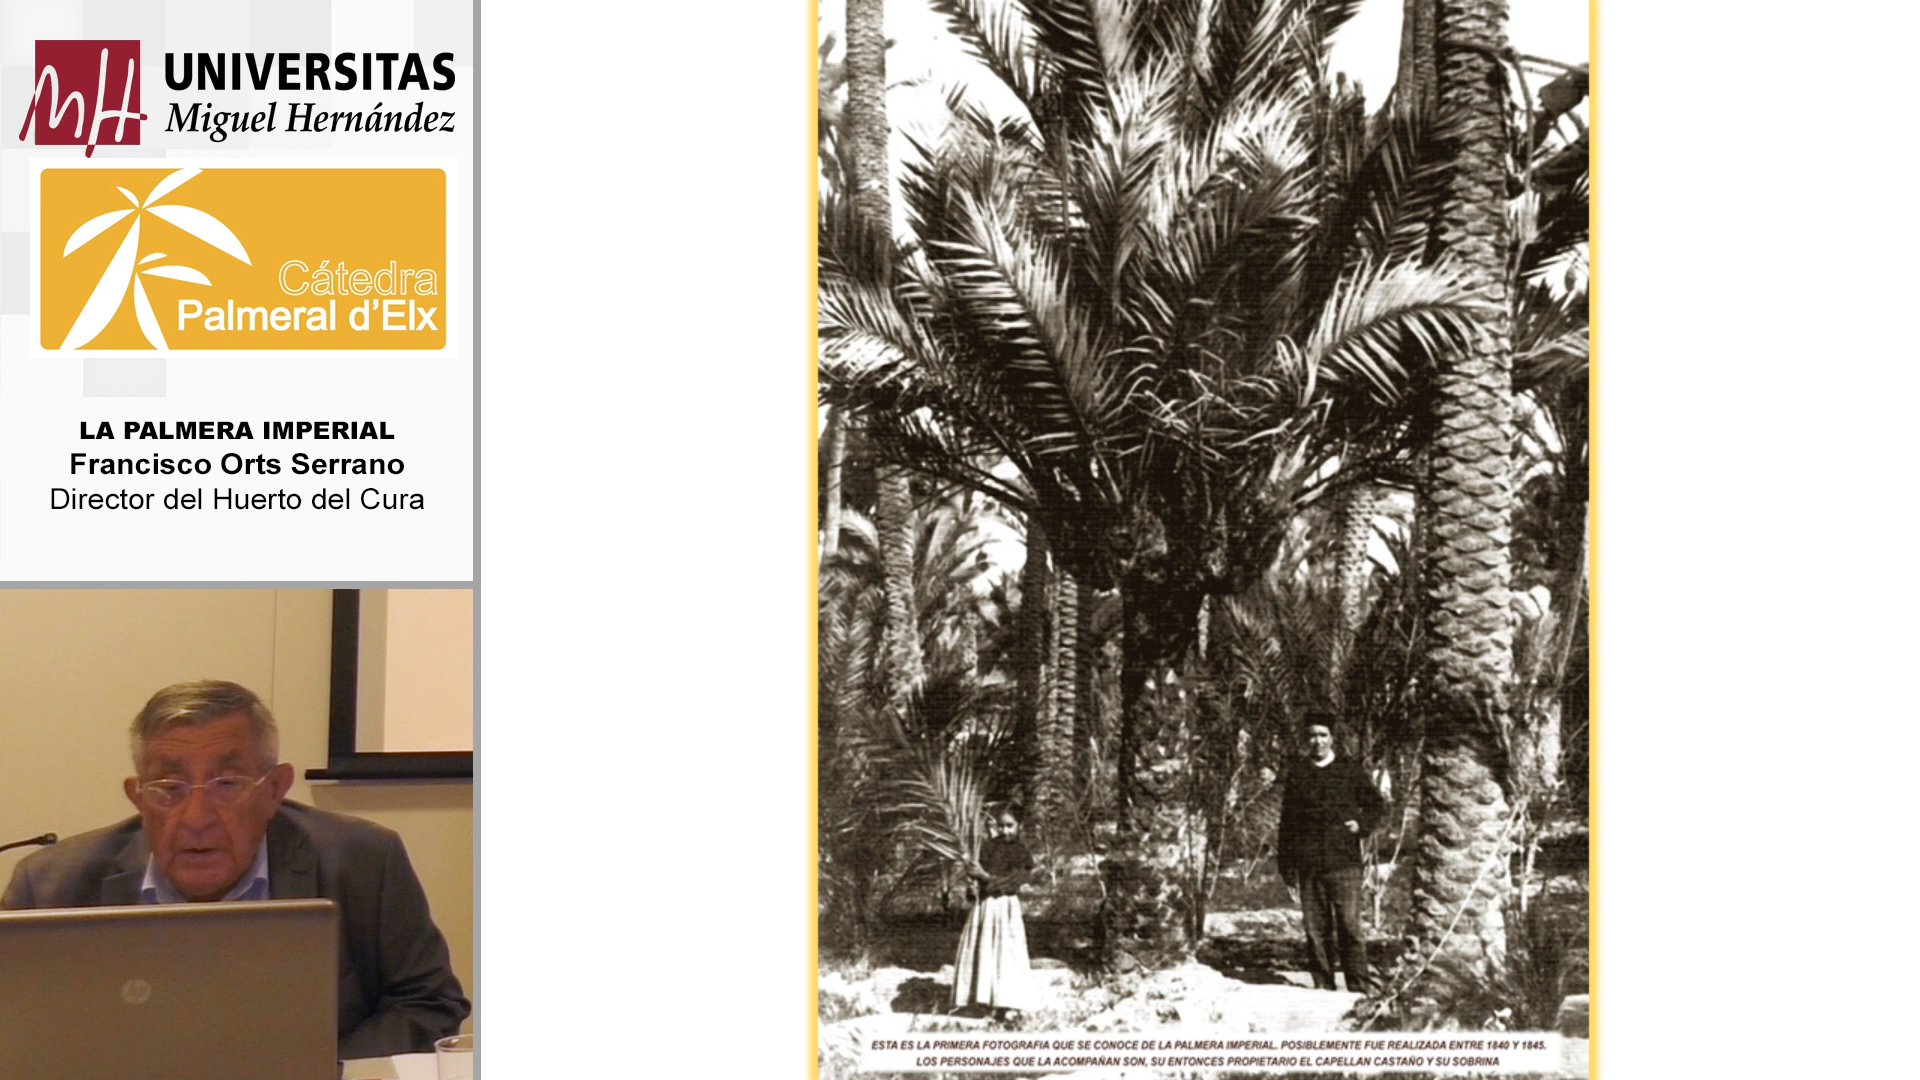 UNIVERSITAS
Miguel Hernández
Cátedra
Palmeral d'Elx
LA PALMERA IMPERIAL
Francisco Orts Serrano
Director del Huerto del Cura
hp
ESTA ES LA PRIMERA FOTOGRAFIA QUE SE CONOCE DE LA PALMERA IMPERIAL. POSIBLEMENTE FUE REALIZADA ENTRE 1840 Y 1845.
LOS PERSONAJES QUE LA ACOMPAÑAN SON, SU ENTONCES PROPIETARIO EL CAPELLAN CASTAÑO Y SU SOBRINA